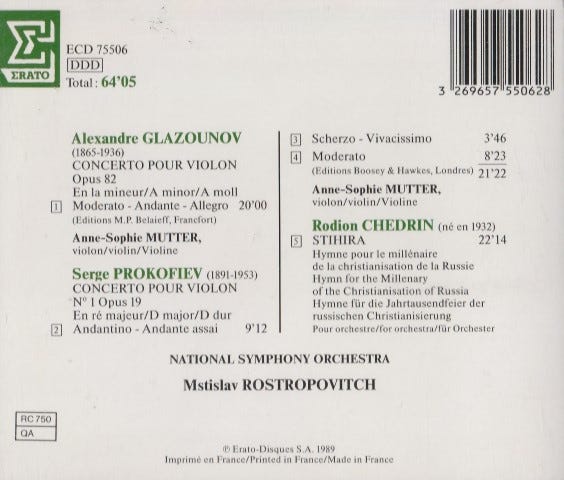 ERATO
ECD 75506
DDD
Total : 64'05
3 269657 550628
Alexandre GLAZOUNOV
(1865-1936)
CONCERTO POUR VIOLON
Opus 82
En la mineur/A minor/A moll
1 Moderato - Andante - Allegro 20'00
(Editions M.P. Belaieff, Francfort)
Anne-Sophie MUTTER,
violon/violin/Violine
Serge PROKOFIEV (1891-1953)
CONCERTO POUR VIOLON
N° 1 Opus 19
En ré majeur/D major/D dur
2 Andantino - Andante assai 9'12
3 Scherzo - Vivacissimo 3'46
4 Moderato 8'23
(Editions Boosey & Hawkes, Londres) 21'22
Anne-Sophie MUTTER,
violon/violin/Violine
Rodion CHEDRIN (né en 1932)
5 STIHIRA 22'14
Hymne pour le millénaire
de la christianisation de la Russie
Hymn for the Millenary
of the Christianisation of Russia
Hymne für die Jahrtausendfeier der
russischen Christianisierung
Pour orchestre/for orchestra/für Orchester
NATIONAL SYMPHONY ORCHESTRA
Mstislav ROSTROPOVITCH
RC 750
QA
℗ Erato-Disques S.A. 1989
Imprimé en France/Printed in France/Made in France